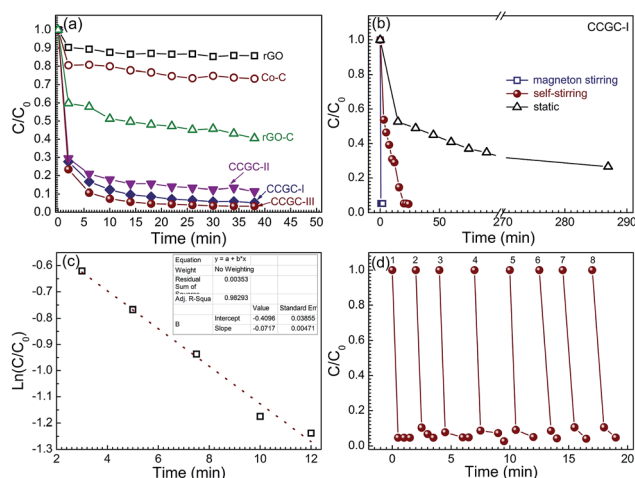 (a)
C/C0
1.0
0.9
0.8
0.7
0.6
0.5
0.4
0.3
0.2
0.1
0.0
rGO
Co-C
rGO-C
CCGC-II
CCGC-I
CCGC-III
0 5 10 15 20 25 30 35 40 45 50
Time (min)
(b)
CCGC-I
C/C0
1.0
0.8
0.6
0.4
0.2
0.0
magneton stirring
self-stirring
static
0 50 270 285 290
Time (min)
(c)
Ln(C/C0)
-0.6
-0.7
-0.8
-0.9
-1.0
-1.1
-1.2
-1.3
Equation y = a + b*x
Weight No Weighting
Residual 0.00353
Sum of
Adj. R-Squa 0.98293
Value Standard Err
B Intercept -0.4098 0.03855
Slope -0.0717 0.00471
2 4 6 8 10 12
Time (min)
(d)
C/C0
1.0
0.8
0.6
0.4
0.2
0.0
1 2 3 4 5 6 7 8
0 5 10 15 20
Time (min)